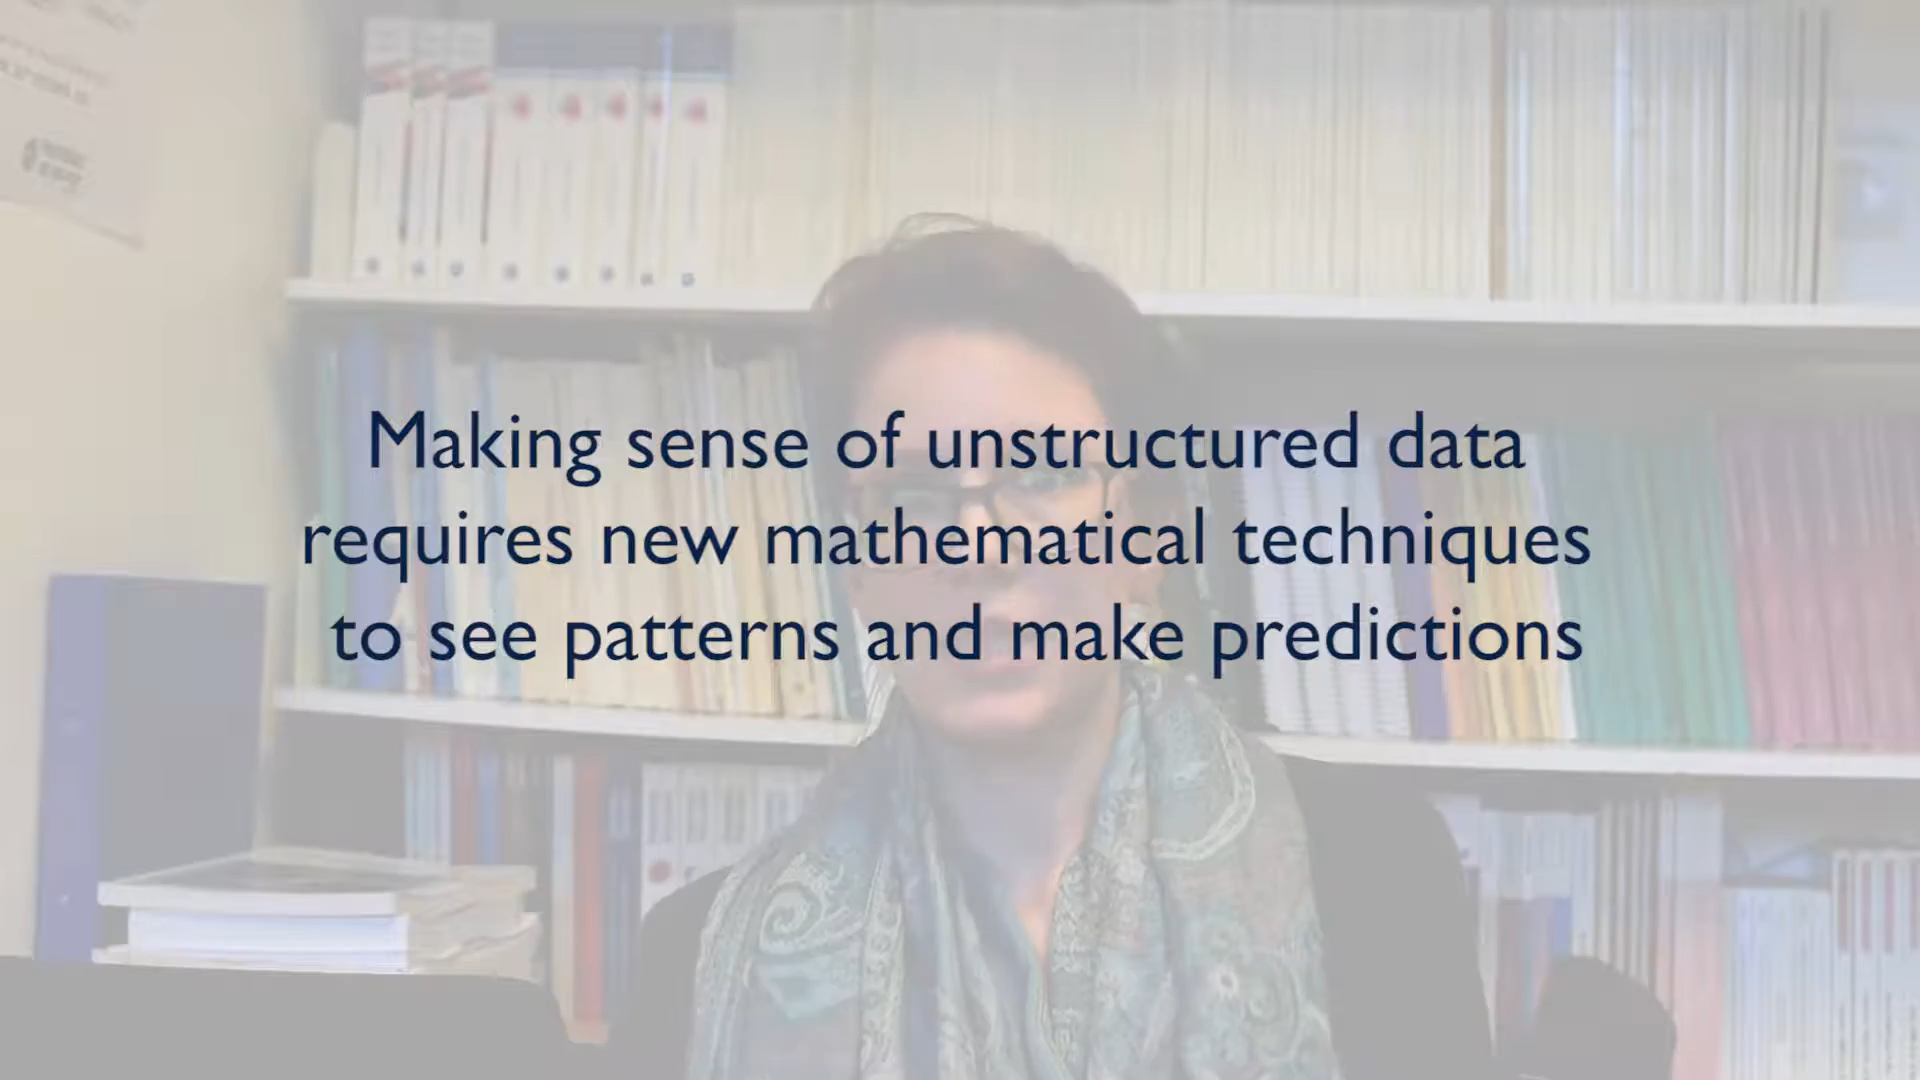 Making sense of unstructured data
requires new mathematical techniques
to see patterns and make predictions